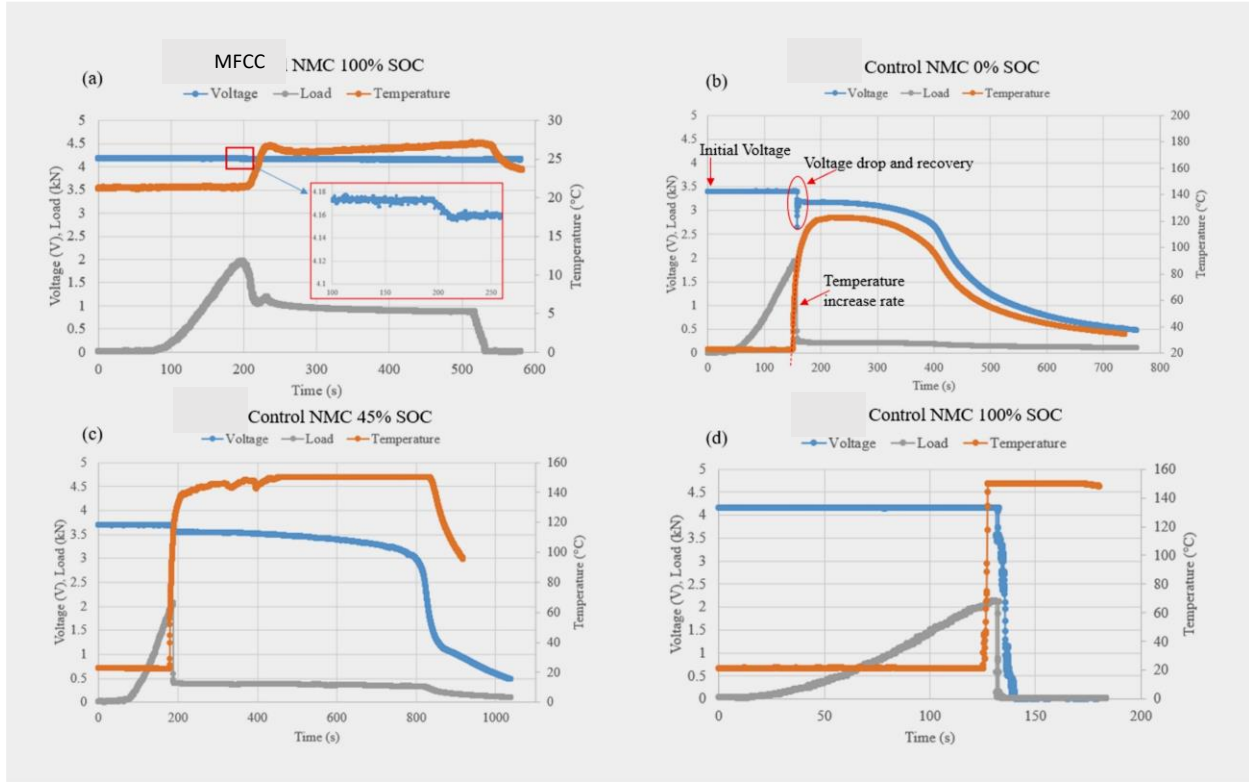 MFCC
(a)
l NMC 100% SOC
Voltage Load Temperature
5
4.5
4
3.5
3
2.5
2
1.5
1
0.5
0
Voltage (V), Load (kN)
30
25
20
15
10
5
0
Temperature (°C)
4.18
4.16
4.14
4.12
4.1
100 150 200 250
0 100 200 300 400 500 600
Time (s)
(b)
Control NMC 0% SOC
Voltage Load Temperature
5
4.5
4
3.5
3
2.5
2
1.5
1
0.5
0
Voltage (V), Load (kN)
200
180
160
140
120
100
80
60
40
20
Temperature (°C)
Initial Voltage
Voltage drop and recovery
Temperature
increase rate
0 100 200 300 400 500 600 700 800
Time (s)
(c)
Control NMC 45% SOC
Voltage Load Temperature
5
4.5
4
3.5
3
2.5
2
1.5
1
0.5
0
Voltage (V), Load (kN)
160
140
120
100
80
60
40
20
0
Temperature (°C)
0 200 400 600 800 1000
Time (s)
(d)
Control NMC 100% SOC
Voltage Load Temperature
5
4.5
4
3.5
3
2.5
2
1.5
1
0.5
0
Voltage (V), Load (kN)
160
140
120
100
80
60
40
20
0
Temperature (°C)
0 50 100 150 200
Time (s)